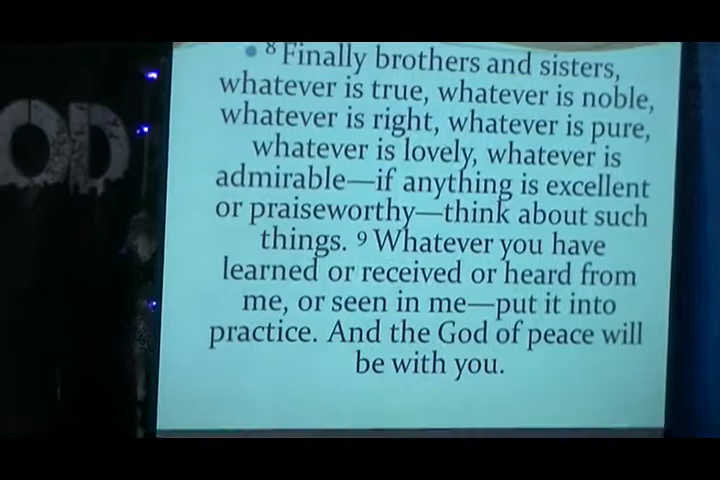 OD
• 8 Finally brothers and sisters,
whatever is true, whatever is noble,
whatever is right, whatever is pure,
whatever is lovely, whatever is
admirable—if anything is excellent
or praiseworthy—think about such
things. 9 Whatever you have
learned or received or heard from
me, or seen in me—put it into
practice. And the God of peace will
be with you.